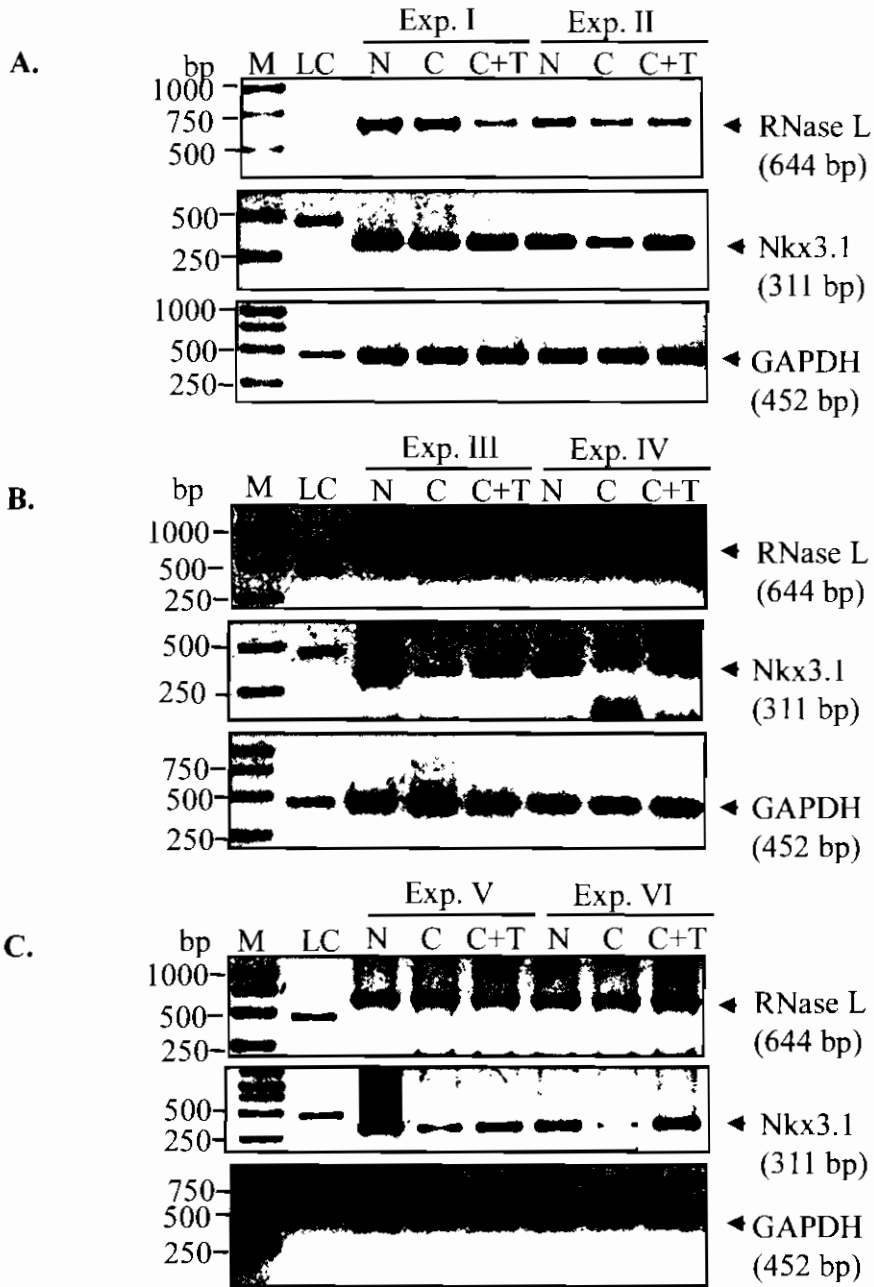 A.
Exp. I Exp. II
bp M LC N C C+T N C C+T
1000
750
500
RNase L
(644 bp)
500
250
Nkx3.1
(311 bp)
1000
500
250
GAPDH
(452 bp)
B.
Exp. III Exp. IV
bp M LC N C C+T N C C+T
1000
500
250
RNase L
(644 bp)
500
250
Nkx3.1
(311 bp)
750
500
250
GAPDH
(452 bp)
C.
Exp. V Exp. VI
bp M LC N C C+T N C C+T
1000
500
250
RNase L
(644 bp)
500
250
Nkx3.1
(311 bp)
750
500
250
GAPDH
(452 bp)